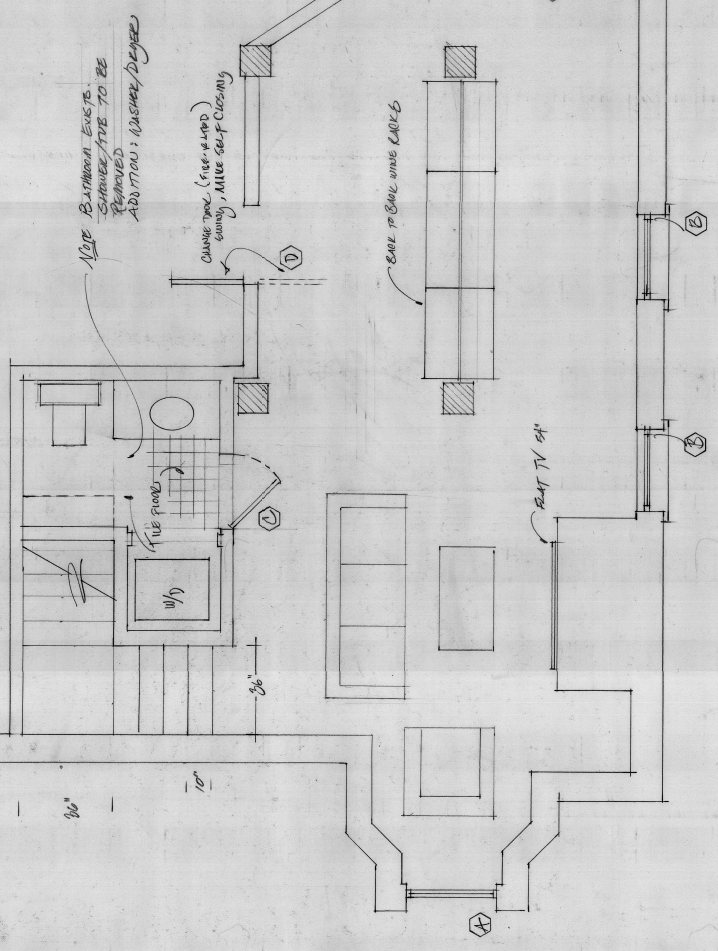 NOTE BATHROOM EXISTS.
SHOWER/TUB TO BE
REMOVED
ADDITION: WASHER/DRYER
CHANGE DOOR (FIRE-RATED)
SWING, MAKE SELF CLOSING
D
BACK TO BACK WINE RACKS
B
B
TILE FLOOR
C
W/D
FLAT TV 54"
36"
36"
10"
A